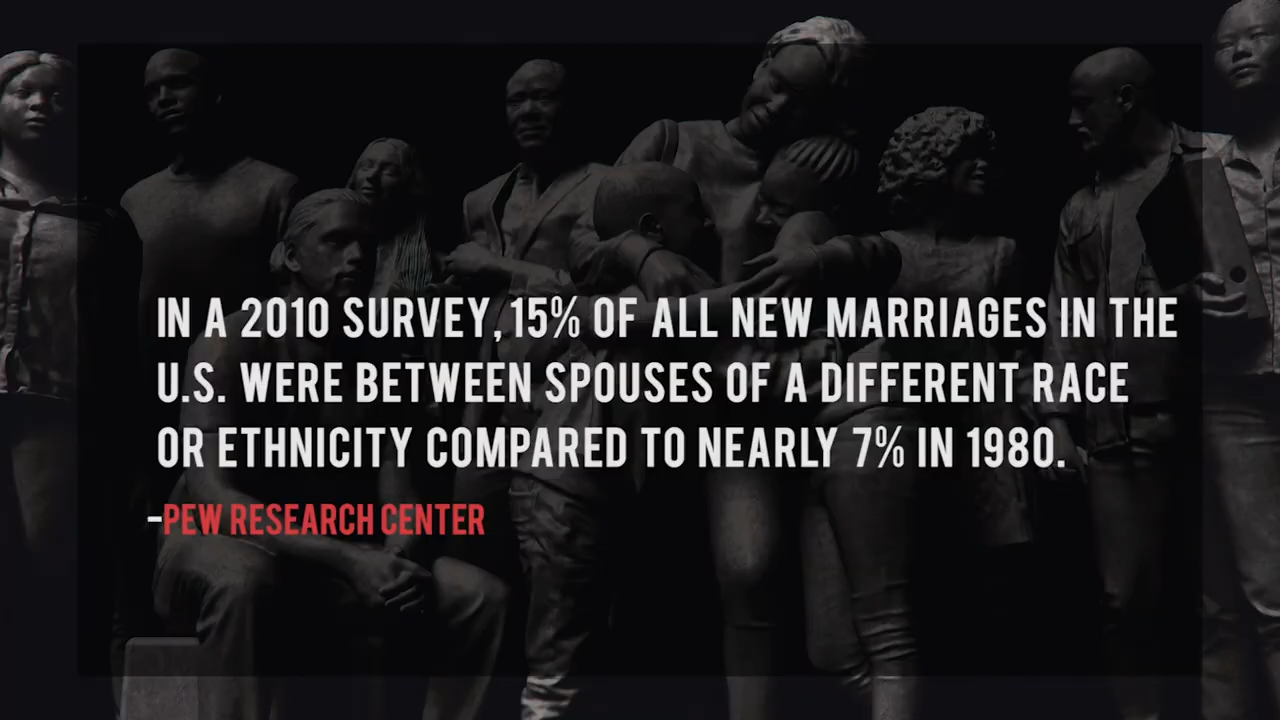 IN A 2010 SURVEY, 15% OF ALL NEW MARRIAGES IN THE
U.S. WERE BETWEEN SPOUSES OF A DIFFERENT RACE
OR ETHNICITY COMPARED TO NEARLY 7% IN 1980.
-PEW RESEARCH CENTER